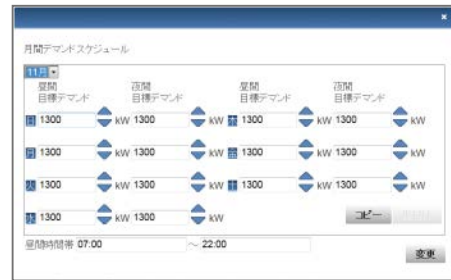 月間デマンドスケジュール
11月
昼間 夜間 昼間 夜間
目標デマンド 目標デマンド 目標デマンド 目標デマンド
日 1300 kW 1300 kW 木 1300 kW 1300 kW
月 1300 kW 1300 kW 金 1300 kW 1300 kW
火 1300 kW 1300 kW 土 1300 kW 1300 kW
水 1300 kW 1300 kW
コピー
昼間時間帯 07:00 ～ 22:00
変更